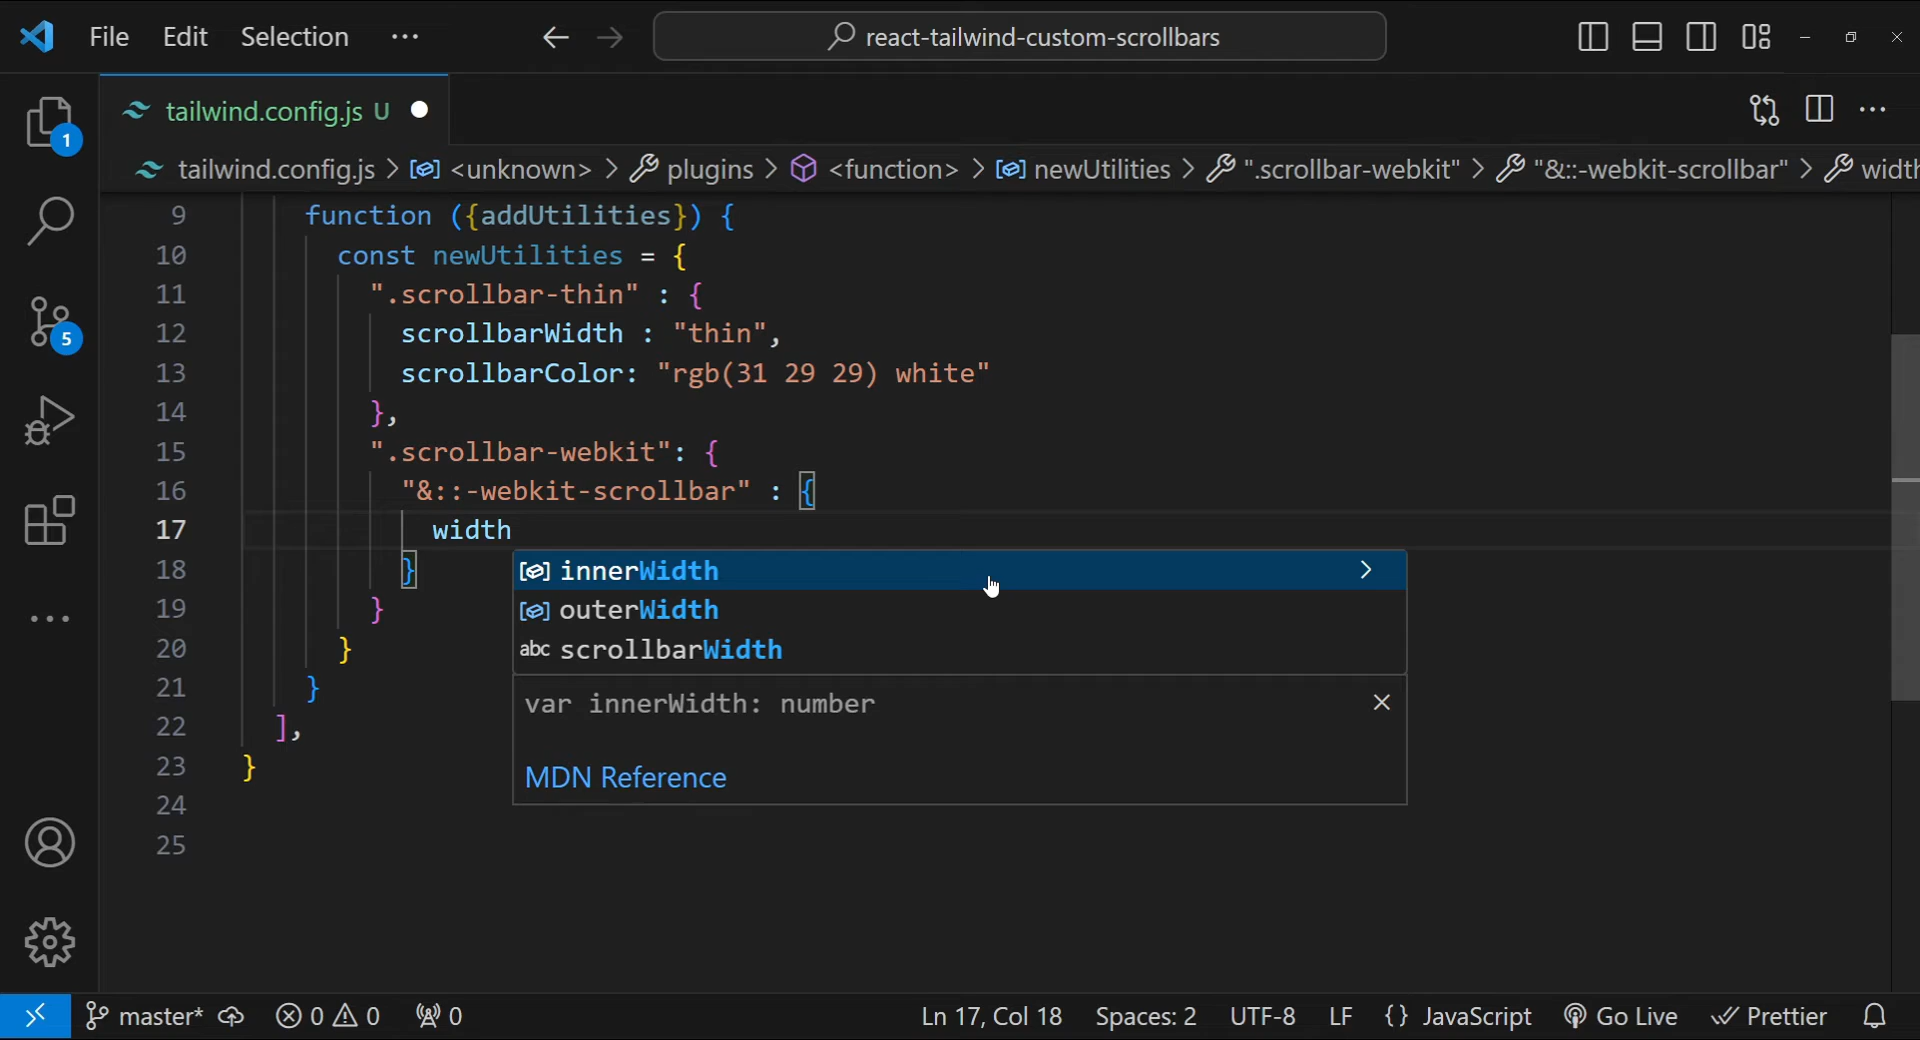 File Edit Selection ··· react-tailwind-custom-scrollbars
tailwind.config.js U
tailwind.config.js > <unknown> > plugins > <function> > newUtilities > ".scrollbar-webkit" > "&::-webkit-scrollbar" > width
1
5
9 function ({addUtilities}) {
10 const newUtilities = {
11 ".scrollbar-thin" : {
12 scrollbarWidth : "thin",
13 scrollbarColor: "rgb(31 29 29) white"
14 },
15 ".scrollbar-webkit": {
16 "&::-webkit-scrollbar" : {
17 width
18 }
19 }
20 }
21 }
22 ],
23 }
24
25
innerWidth >
outerWidth
abc scrollbarWidth
var innerWidth: number
MDN Reference
master* 0 0 0 Ln 17, Col 18 Spaces: 2 UTF-8 LF {} JavaScript Go Live Prettier